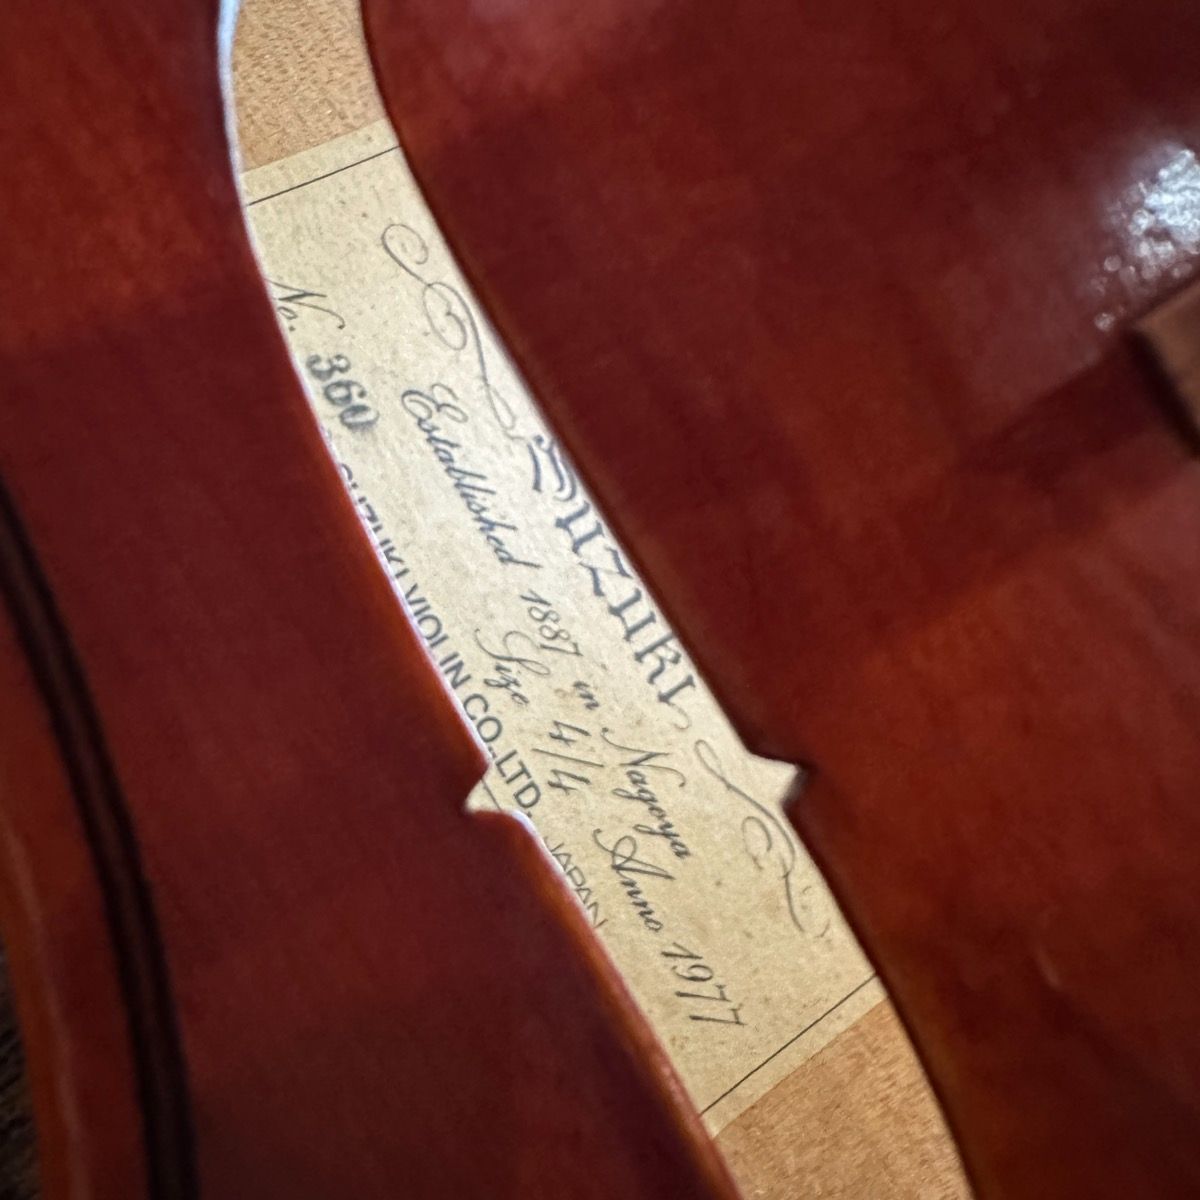 Suzuki
Established 1887 in Nagoya
No. 360 Size 4/4 Anno 1977
SUZUKI VIOLIN CO.,LTD. JAPAN